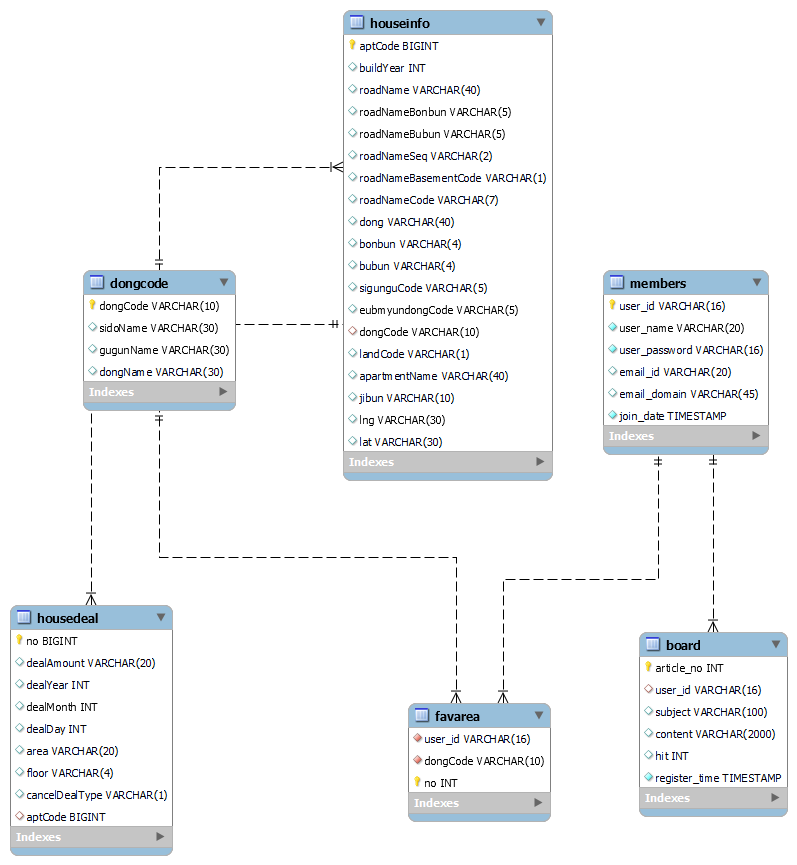 houseinfo
aptCode BIGINT
buildYear INT
roadName VARCHAR(40)
roadNameBonbun VARCHAR(5)
roadNameBubun VARCHAR(5)
roadNameSeq VARCHAR(2)
roadNameBasementCode VARCHAR(1)
roadNameCode VARCHAR(7)
dong VARCHAR(40)
bonbun VARCHAR(4)
bubun VARCHAR(4)
sigunguCode VARCHAR(5)
eubmyundongCode VARCHAR(5)
dongCode VARCHAR(10)
landCode VARCHAR(1)
apartmentName VARCHAR(40)
jibun VARCHAR(10)
lng VARCHAR(30)
lat VARCHAR(30)
Indexes
dongcode
dongCode VARCHAR(10)
sidoName VARCHAR(30)
gugunName VARCHAR(30)
dongName VARCHAR(30)
Indexes
members
user_id VARCHAR(16)
user_name VARCHAR(20)
user_password VARCHAR(16)
email_id VARCHAR(20)
email_domain VARCHAR(45)
join_date TIMESTAMP
Indexes
housedeal
no BIGINT
dealAmount VARCHAR(20)
dealYear INT
dealMonth INT
dealDay INT
area VARCHAR(20)
floor VARCHAR(4)
cancelDealType VARCHAR(1)
aptCode BIGINT
Indexes
favarea
user_id VARCHAR(16)
dongCode VARCHAR(10)
no INT
Indexes
board
article_no INT
user_id VARCHAR(16)
subject VARCHAR(100)
content VARCHAR(2000)
hit INT
register_time TIMESTAMP
Indexes